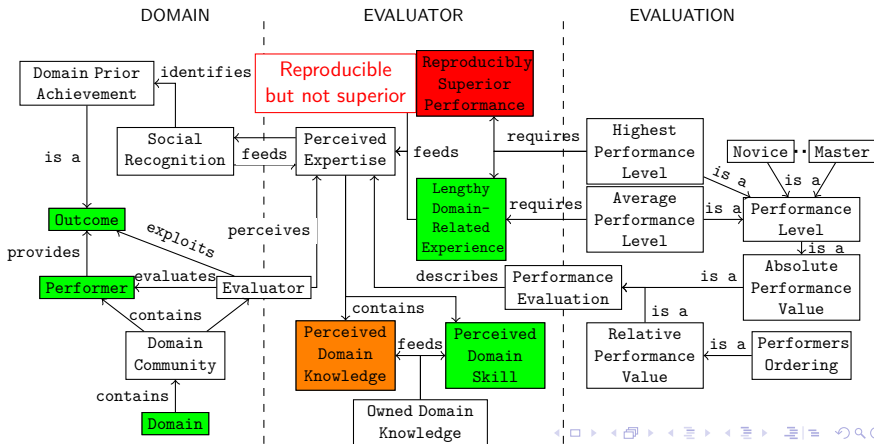 DOMAIN
EVALUATOR
EVALUATION
Domain Prior
Achievement
identifies
Reproducible
but not superior
Reproducibly
Superior
Performance
Social
Recognition
feeds
Perceived
Expertise
feeds
requires
Highest
Performance
Level
Novice
··
Master
is a
is a
is a
Lengthy
Domain-
Related
Experience
requires
Average
Performance
Level
is a
Performance
Level
Outcome
exploits
perceives
provides
is a
Performer
evaluates
Evaluator
describes
Performance
Evaluation
is a
Absolute
Performance
Value
contains
contains
is a
Domain
Community
Perceived
Domain
Knowledge
feeds
Perceived
Domain
Skill
Relative
Performance
Value
is a
Performers
Ordering
contains
Domain
Owned Domain
Knowledge